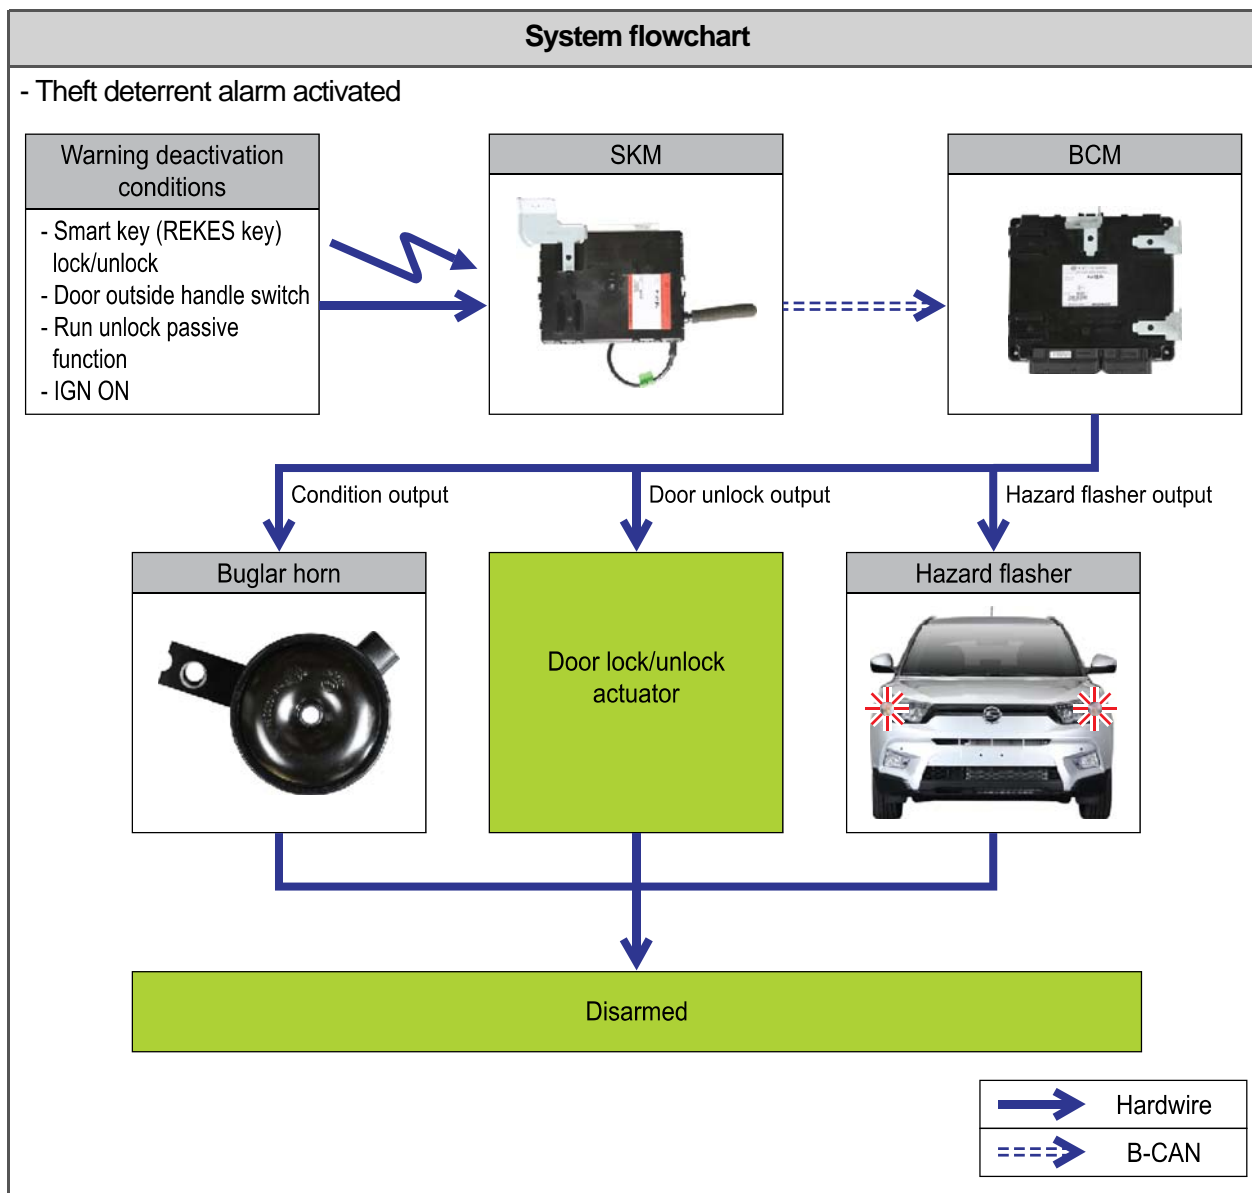 System flowchart
- Theft deterrent alarm activated
Warning deactivation
conditions
- Smart key (REKES key)
lock/unlock
- Door outside handle switch
- Run unlock passive
function
- IGN ON
SKM
BCM
Condition output
Door unlock output
Hazard flasher output
Buglar horn
Door lock/unlock
actuator
Hazard flasher
Disarmed
Hardwire
B-CAN